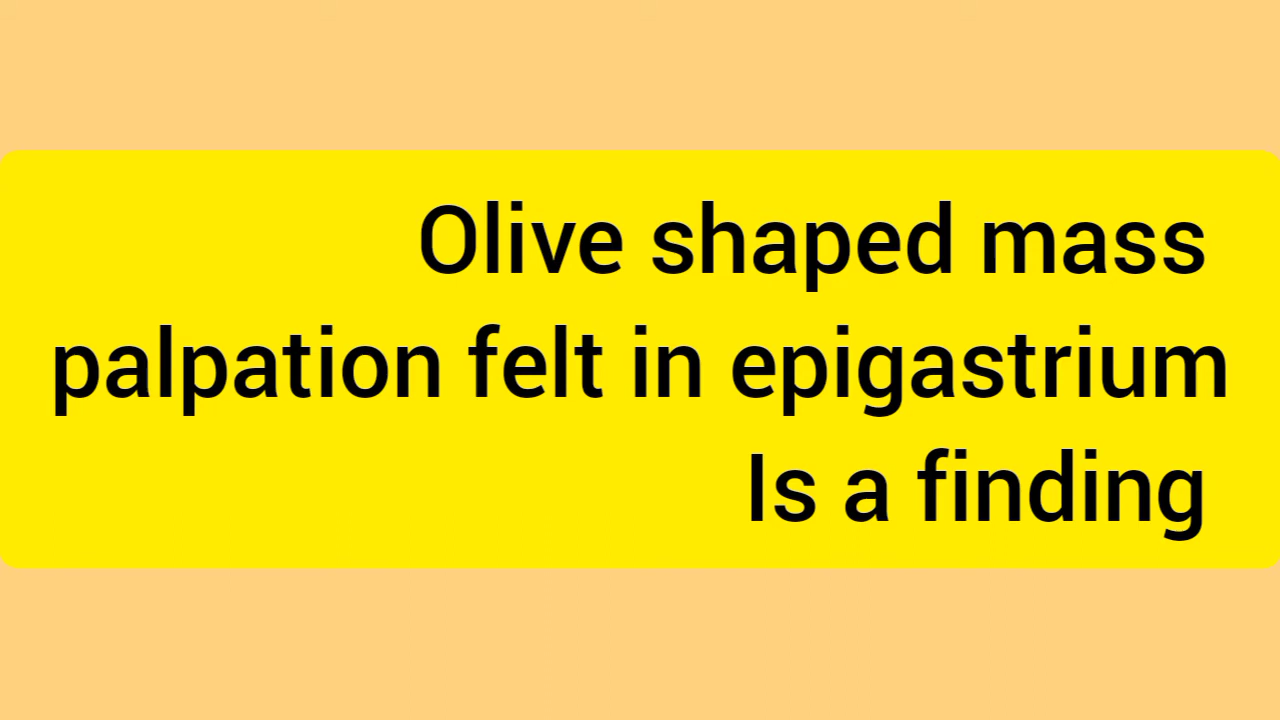 Olive shaped mass
palpation felt in epigastrium
Is a finding